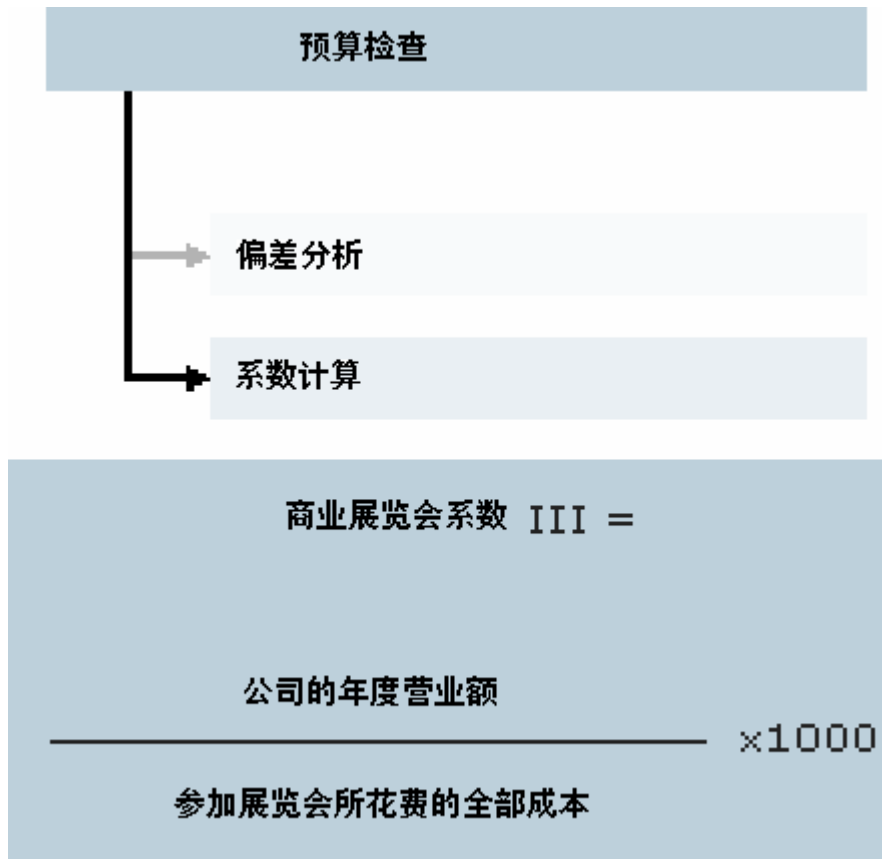 预算检查
偏差分析
系数计算
商业展览会系数 III =
公司的年度营业额
x1000
参加展览会所花费的全部成本